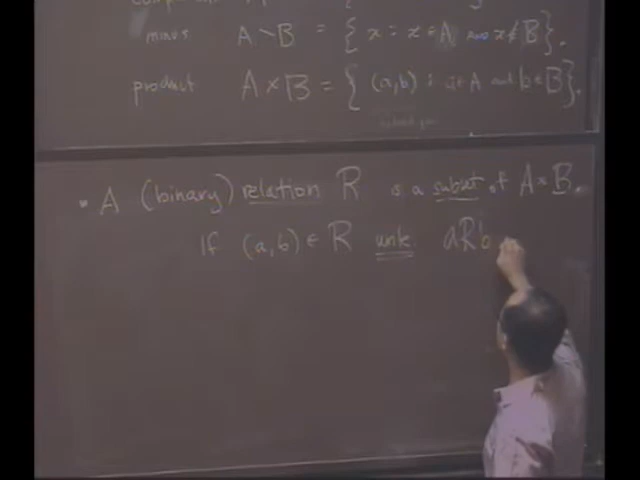 minus A ∖ B = { x : x ∈ A and x ∉ B }.
product A × B = { (a, b) : a ∈ A and b ∈ B }.
• A (binary) relation R is a subset of A × B.
If (a, b) ∈ R write aRb